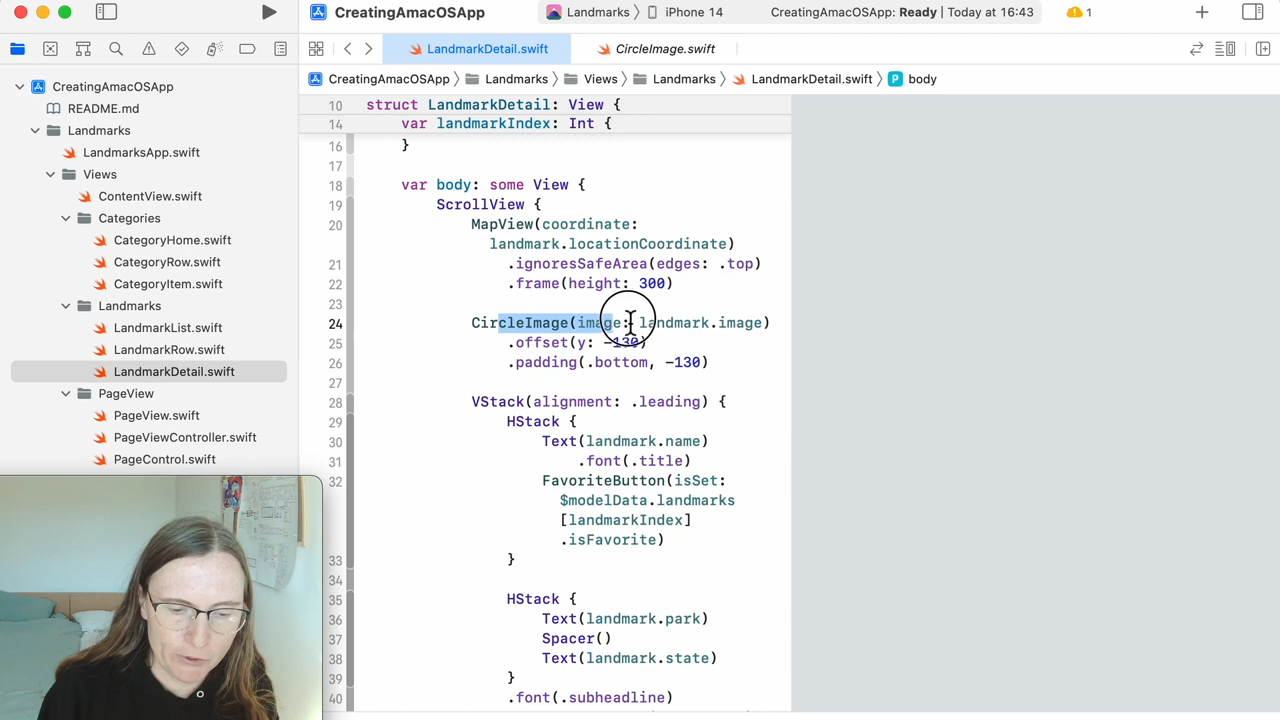 CreatingAmacOSApp
Landmarks 〉 iPhone 14
CreatingAmacOSApp: Ready | Today at 16:43
1
LandmarkDetail.swift
CircleImage.swift
CreatingAmacOSApp 〉 Landmarks 〉 Views 〉 Landmarks 〉 LandmarkDetail.swift 〉 P body
CreatingAmacOSApp
README.md
Landmarks
LandmarksApp.swift
Views
ContentView.swift
Categories
CategoryHome.swift
CategoryRow.swift
CategoryItem.swift
Landmarks
LandmarkList.swift
LandmarkRow.swift
LandmarkDetail.swift
PageView
PageView.swift
PageViewController.swift
PageControl.swift
10 struct LandmarkDetail: View {
14 var landmarkIndex: Int {
16 }
17
18 var body: some View {
19 ScrollView {
20 MapView(coordinate:
landmark.locationCoordinate)
21 .ignoresSafeArea(edges: .top)
22 .frame(height: 300)
23
24 CircleImage(image: landmark.image)
25 .offset(y: -130)
26 .padding(.bottom, -130)
27
28 VStack(alignment: .leading) {
29 HStack {
30 Text(landmark.name)
31 .font(.title)
32 FavoriteButton(isSet:
$modelData.landmarks
[landmarkIndex]
.isFavorite)
33 }
34
35 HStack {
36 Text(landmark.park)
37 Spacer()
38 Text(landmark.state)
39 }
40 .font(.subheadline)